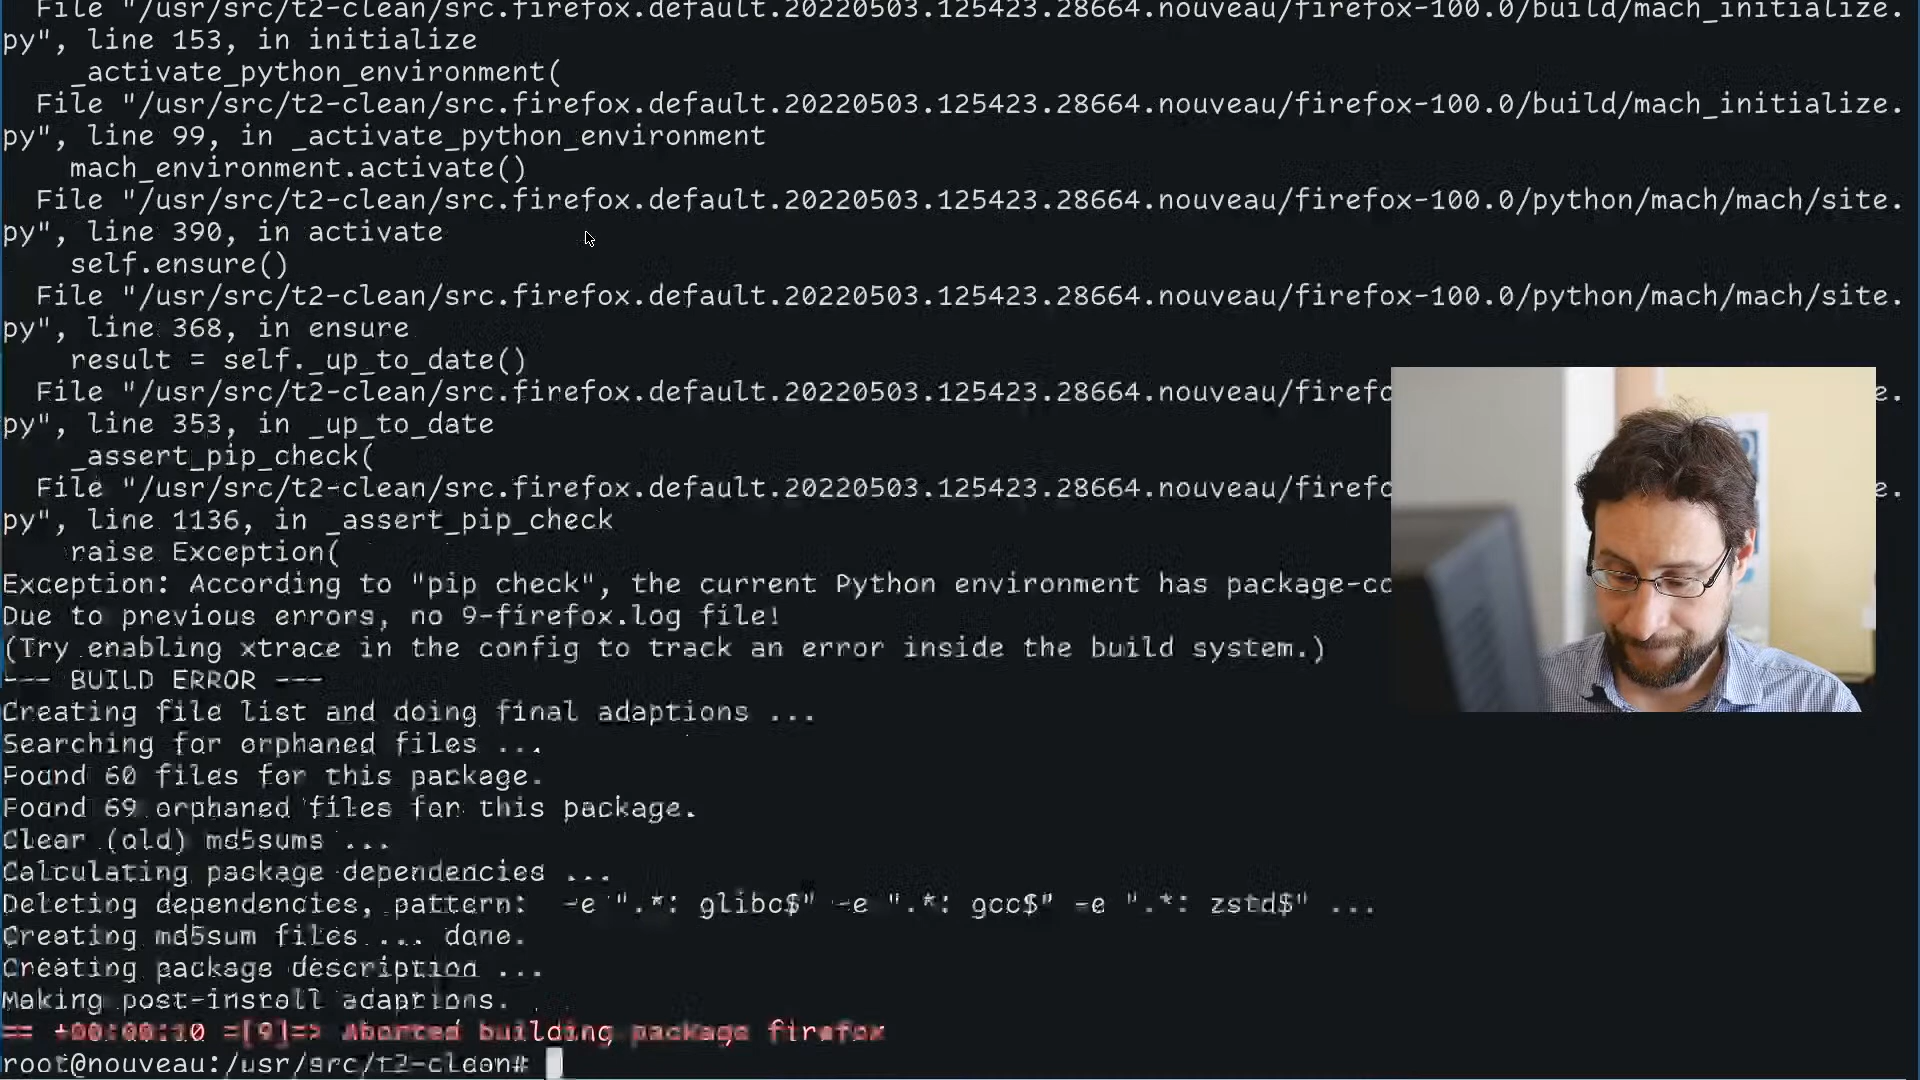 File "/usr/src/t2-clean/src.firefox.default.20220503.125423.28664.nouveau/firefox-100.0/build/mach_initialize.
py", line 153, in initialize
_activate_python_environment(
File "/usr/src/t2-clean/src.firefox.default.20220503.125423.28664.nouveau/firefox-100.0/build/mach_initialize.
py", line 99, in _activate_python_environment
mach_environment.activate()
File "/usr/src/t2-clean/src.firefox.default.20220503.125423.28664.nouveau/firefox-100.0/python/mach/mach/site.
py", line 390, in activate
self.ensure()
File "/usr/src/t2-clean/src.firefox.default.20220503.125423.28664.nouveau/firefox-100.0/python/mach/mach/site.
py", line 368, in ensure
result = self._up_to_date()
File "/usr/src/t2-clean/src.firefox.default.20220503.125423.28664.nouveau/firefo e.
py", line 353, in _up_to_date
_assert_pip_check(
File "/usr/src/t2-clean/src.firefox.default.20220503.125423.28664.nouveau/firefo e.
py", line 1136, in _assert_pip_check
raise Exception(
Exception: According to "pip check", the current Python environment has package-co
Due to previous errors, no 9-firefox.log file!
(Try enabling xtrace in the config to track an error inside the build system.)
--- BUILD ERROR ---
Creating file list and doing final adaptions ...
Searching for orphaned files ...
Found 60 files for this package.
Found 69 orphaned files for this package.
Clear (old) md5sums ...
Calculating package dependencies ...
Deleting dependencies, pattern:  -e ".*: glibc$" -e ".*: gcc$" -e ".*: zstd$" ...
Creating md5sum files ... done.
Creating package description ...
Making post-install adaptions.
== +00:00:10 =[9]=> Aborted building package firefox
root@nouveau:/usr/src/t2-clean#